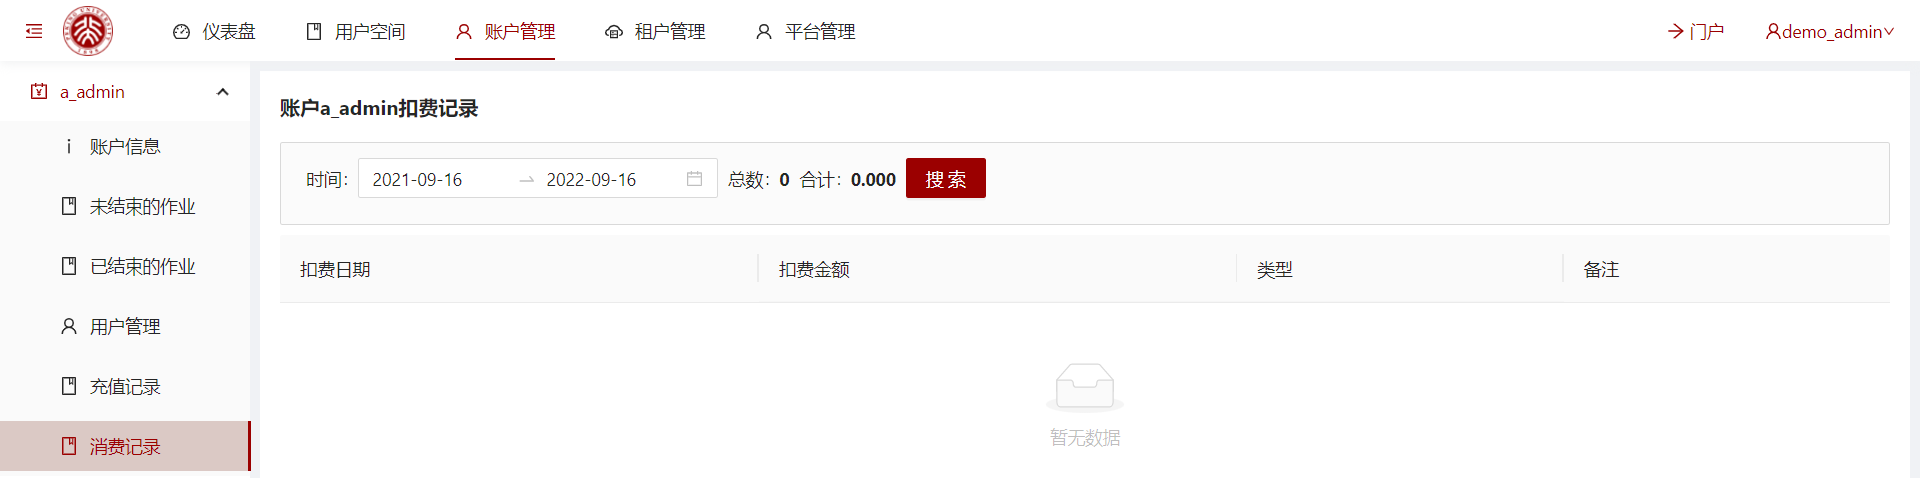 仪表盘 用户空间 账户管理 租户管理 平台管理 门户 demo_admin
a_admin
账户信息
未结束的作业
已结束的作业
用户管理
充值记录
消费记录
账户a_admin扣费记录
时间: 2021-09-16 2022-09-16 总数: 0 合计: 0.000 搜索
扣费日期 扣费金额 类型 备注
暂无数据